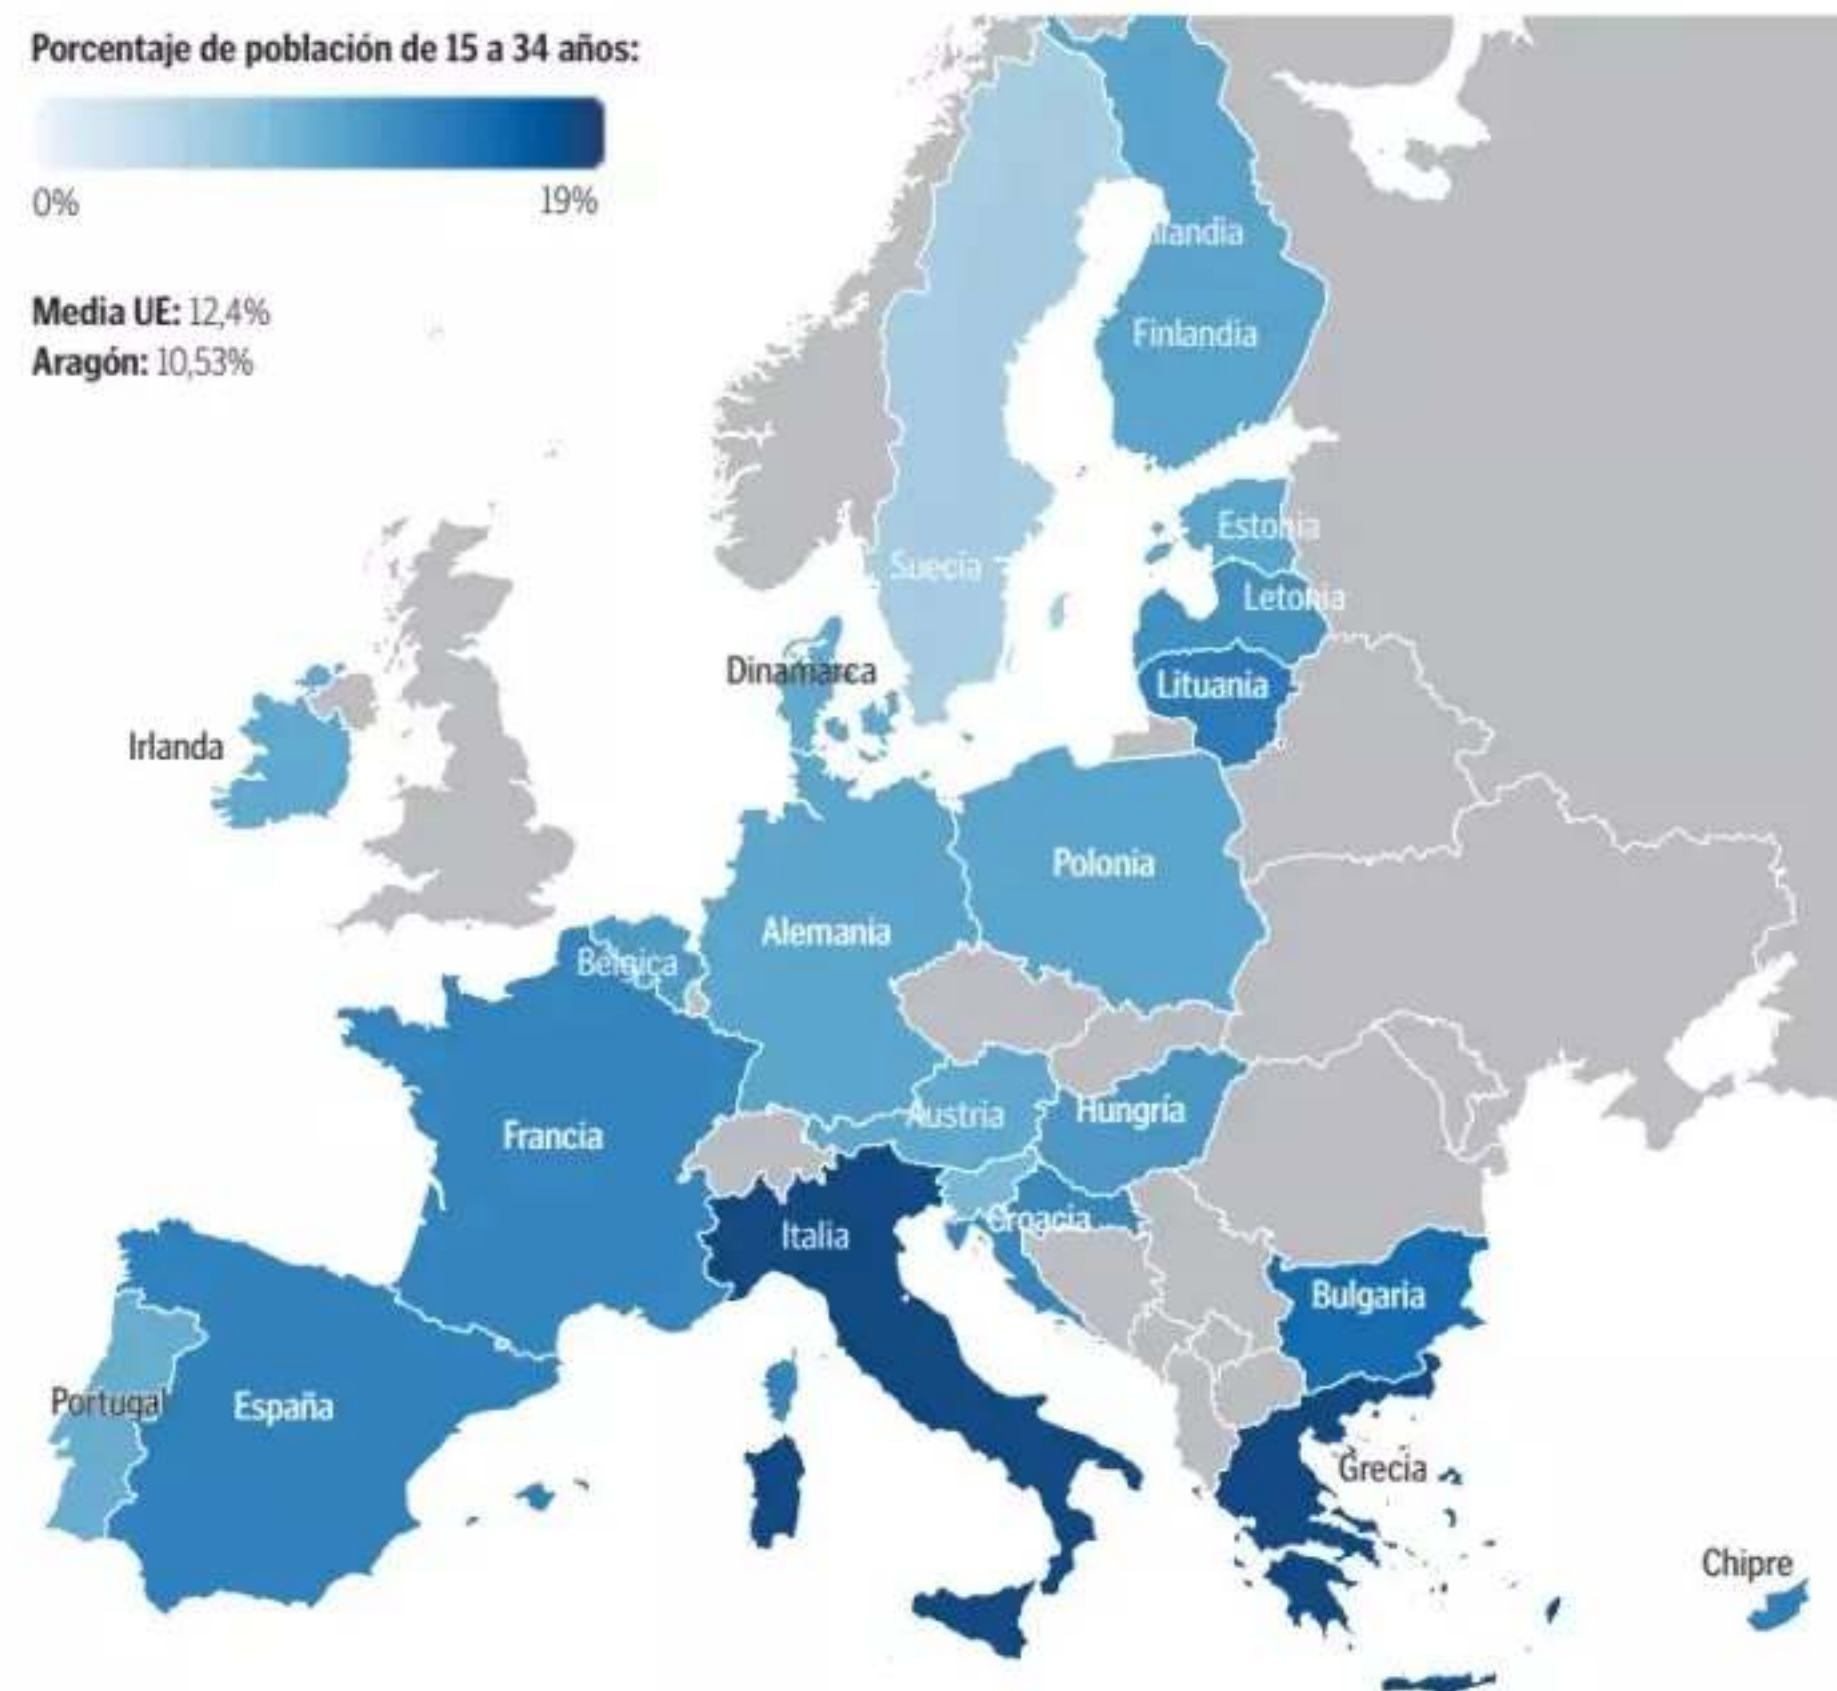 Porcentaje de población de 15 a 34 años:
0% 19%
Media UE: 12,4%
Aragón: 10,53%
landia
Finlandia
Estonia
Suecia
Letonia
Dinamarca
Lituania
Irlanda
Polonia
Alemania
Bélgica
Austria
Hungría
Francia
Croacia
Italia
Bulgaria
Portugal
España
Grecia
Chipre